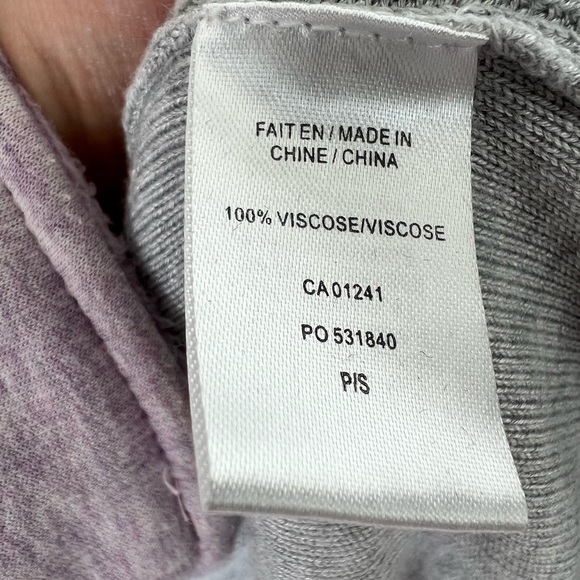 FAIT EN / MADE IN
CHINE / CHINA
100% VISCOSE/VISCOSE
CA 01241
PO 531840
P/S